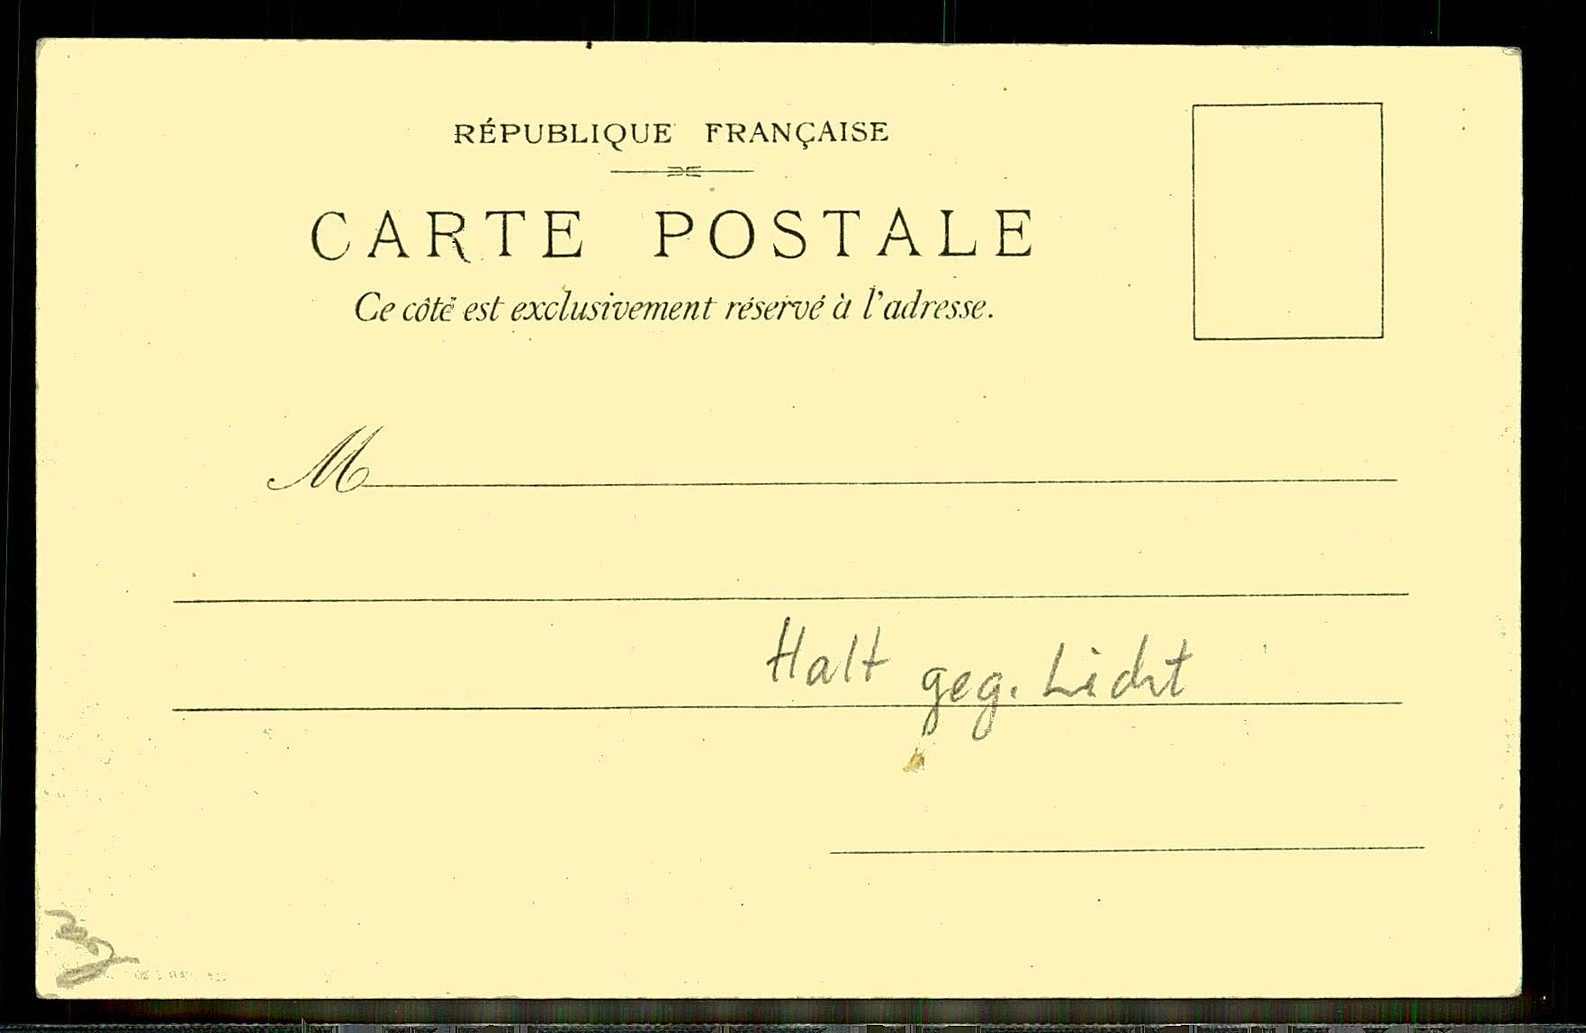 RÉPUBLIQUE FRANÇAISE
CARTE POSTALE
Ce côté est exclusivement réservé à l'adresse.
M
Halt geg. Licht